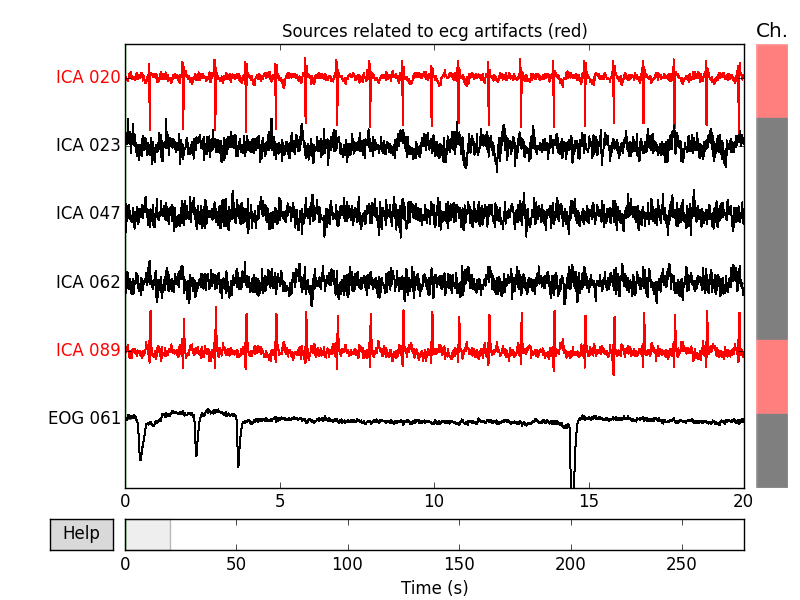 Sources related to ecg artifacts (red)
Ch.
ICA 020
ICA 023
ICA 047
ICA 062
ICA 089
EOG 061
0 5 10 15 20
Help
0 50 100 150 200 250
Time (s)